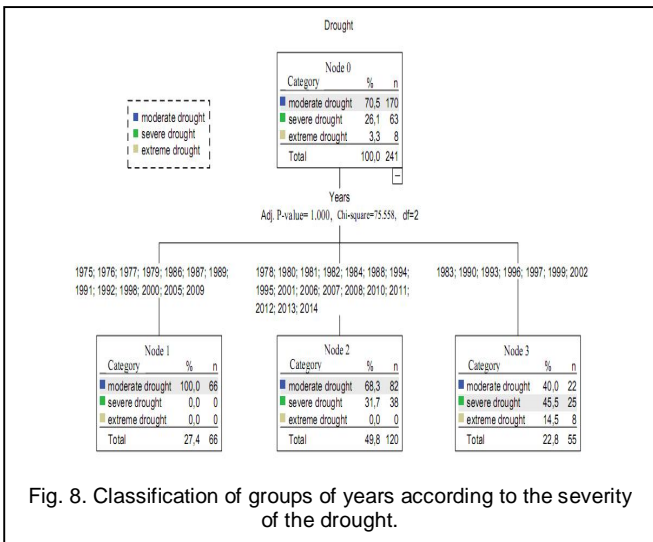 Drought
Node 0
Category % n
moderate drought 70,5 170
severe drought 26,1 63
extreme drought 3,3 8
Total 100,0 241
moderate drought
severe drought
extreme drought
Years
Adj. P-value= 1.000, Chi-square=75.558, df=2
1975; 1976; 1977; 1979; 1986; 1987; 1989;
1991; 1992; 1998; 2000; 2005; 2009
1978; 1980; 1981; 1982; 1984; 1988; 1994;
1995; 2001; 2006; 2007; 2008; 2010; 2011;
2012; 2013; 2014
1983; 1990; 1993; 1996; 1997; 1999; 2002
Node 1
Category % n
moderate drought 100,0 66
severe drought 0,0 0
extreme drought 0,0 0
Total 27,4 66
Node 2
Category % n
moderate drought 68,3 82
severe drought 31,7 38
extreme drought 0,0 0
Total 49,8 120
Node 3
Category % n
moderate drought 40,0 22
severe drought 45,5 25
extreme drought 14,5 8
Total 22,8 55
Fig. 8. Classification of groups of years according to the severity
of the drought.